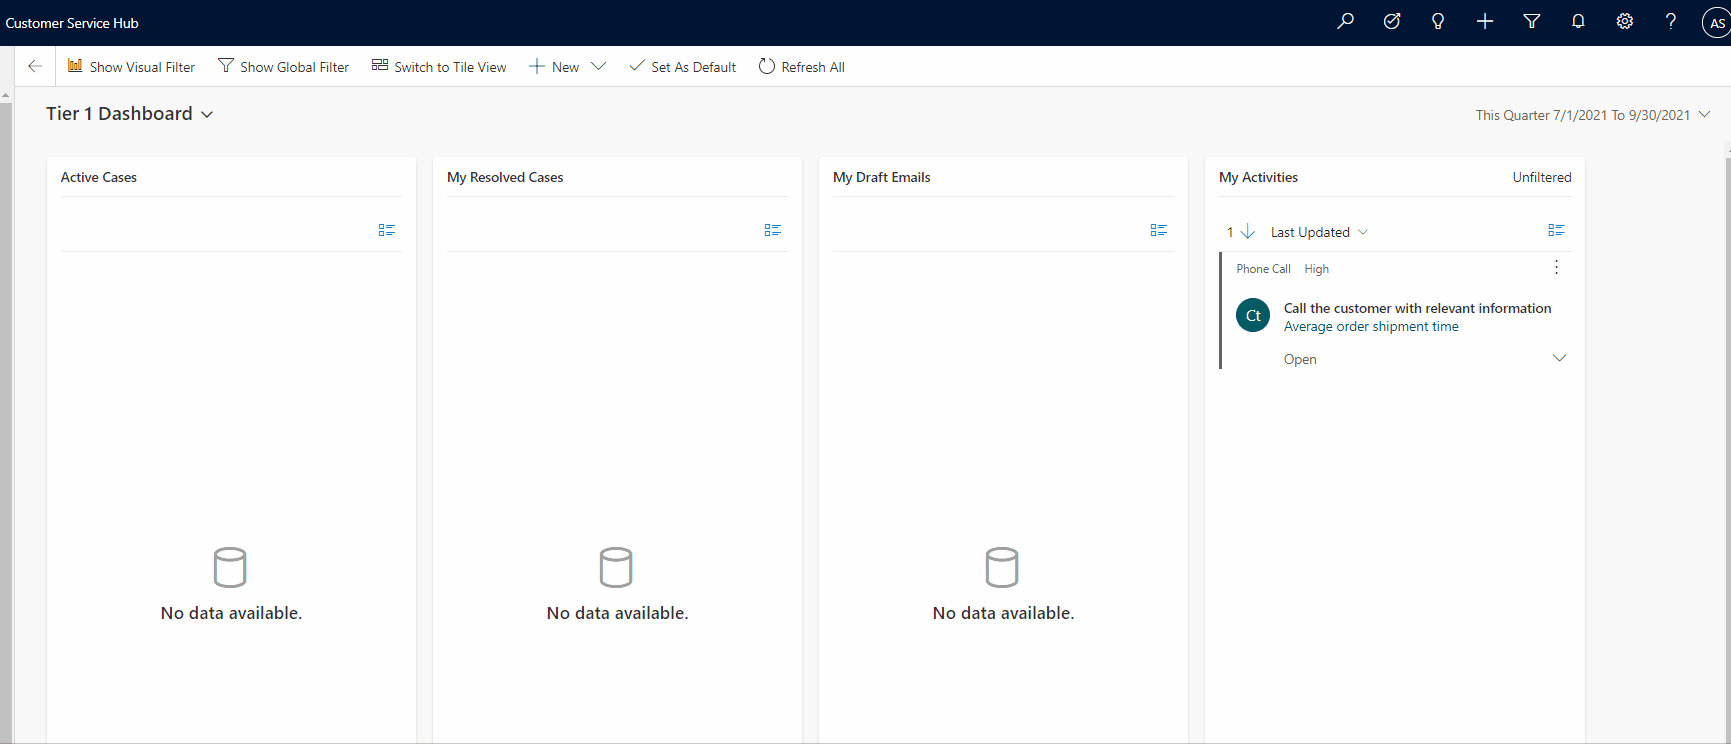 Customer Service Hub
AS
Show Visual Filter
Show Global Filter
Switch to Tile View
New
Set As Default
Refresh All
Tier 1 Dashboard
This Quarter 7/1/2021 To 9/30/2021
Active Cases
My Resolved Cases
My Draft Emails
My Activities
Unfiltered
1
Last Updated
Phone Call High
Ct
Call the customer with relevant information
Average order shipment time
Open
No data available.
No data available.
No data available.